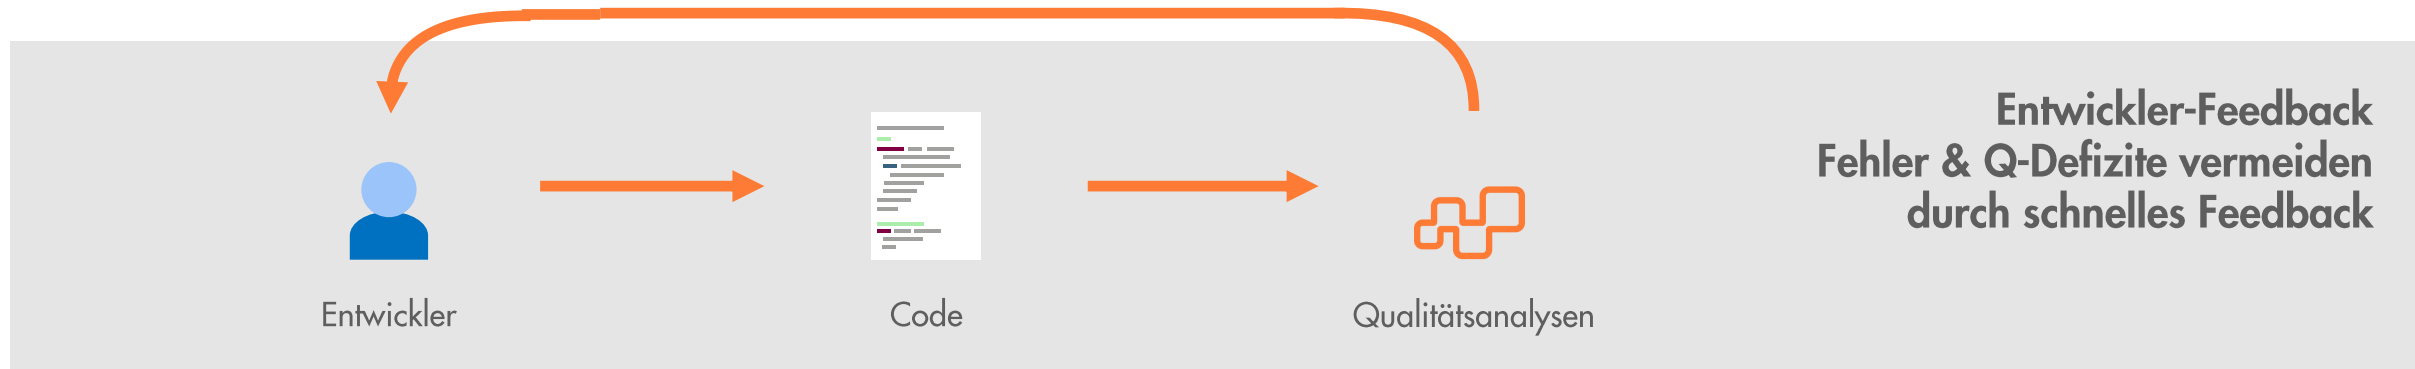 Entwickler-Feedback
Fehler & Q-Defizite vermeiden
durch schnelles Feedback
Entwickler
Code
Qualitätsanalysen